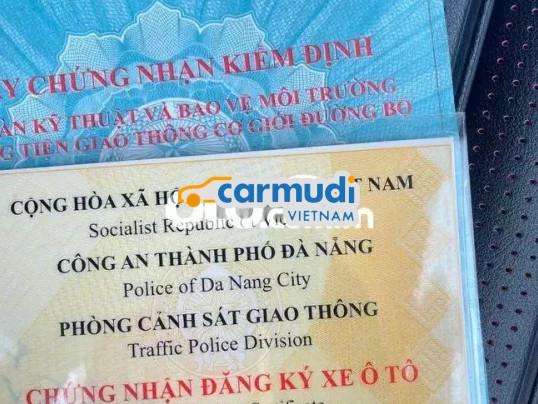 Y CHỨNG NHẬN KIỂM ĐỊNH
ÀN KỸ THUẬT VÀ BẢO VỆ MÔI TRƯỜNG
G TIỆN GIAO THÔNG CƠ GIỚI ĐƯỜNG BỘ
CỘNG HÒA XÃ HỘ T NAM
carmudi
VIETNAM
Socialist Republic
CÔNG AN THÀNH PHỐ ĐÀ NẴNG
Police of Da Nang City
PHÒNG CẢNH SÁT GIAO THÔNG
Traffic Police Division
CHỨNG NHẬN ĐĂNG KÝ XE Ô TÔ